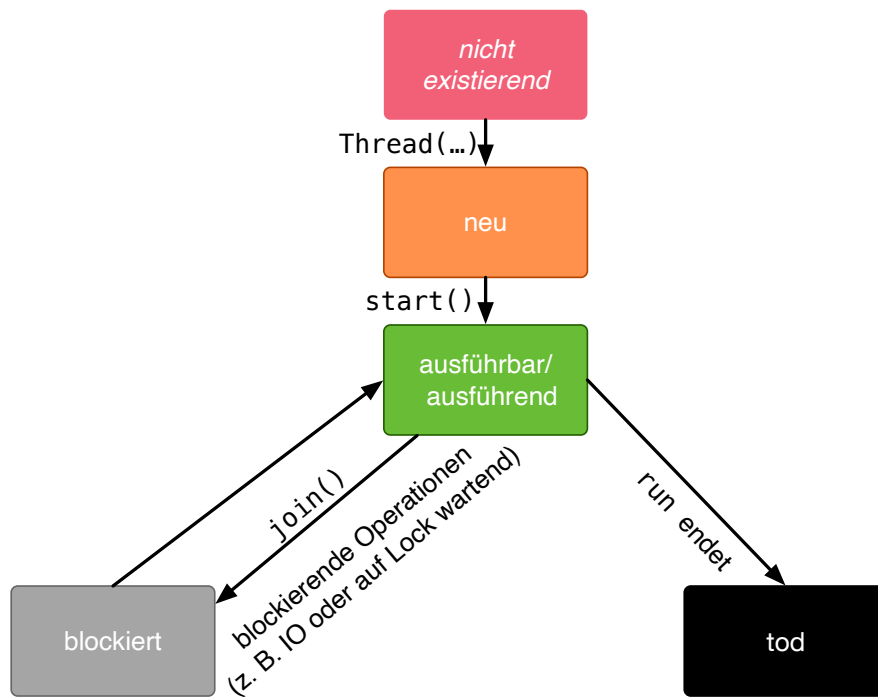 nicht
existierend
Thread(…)
neu
start()
ausführbar/
ausführend
join()
blockierende Operationen
(z. B. IO oder auf Lock wartend)
run endet
blockiert
tod